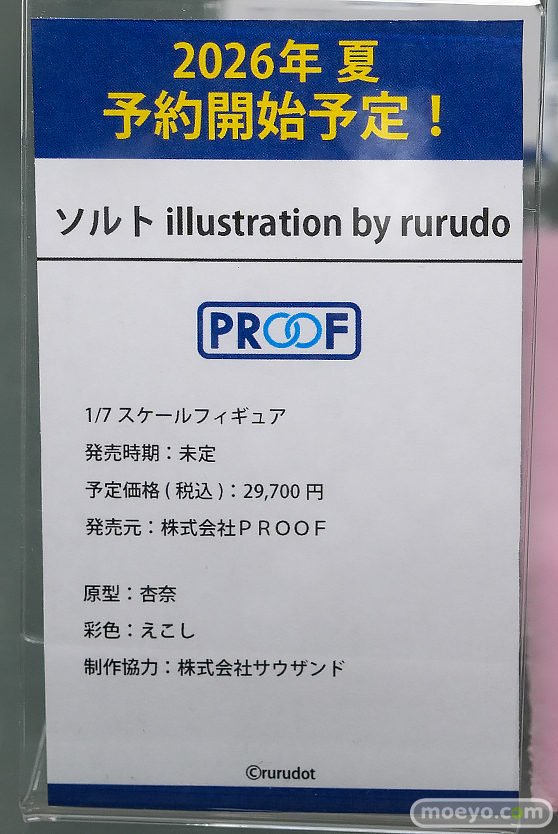 2026年 夏
予約開始予定！
ソルト illustration by rurudo
PROOF
1/7 スケールフィギュア
発売時期：未定
予定価格 ( 税込 )：29,700 円
発売元：株式会社ＰＲＯＯＦ
原型：杏奈
彩色：えこし
制作協力：株式会社サウザンド
©rurudot
moeyo.com